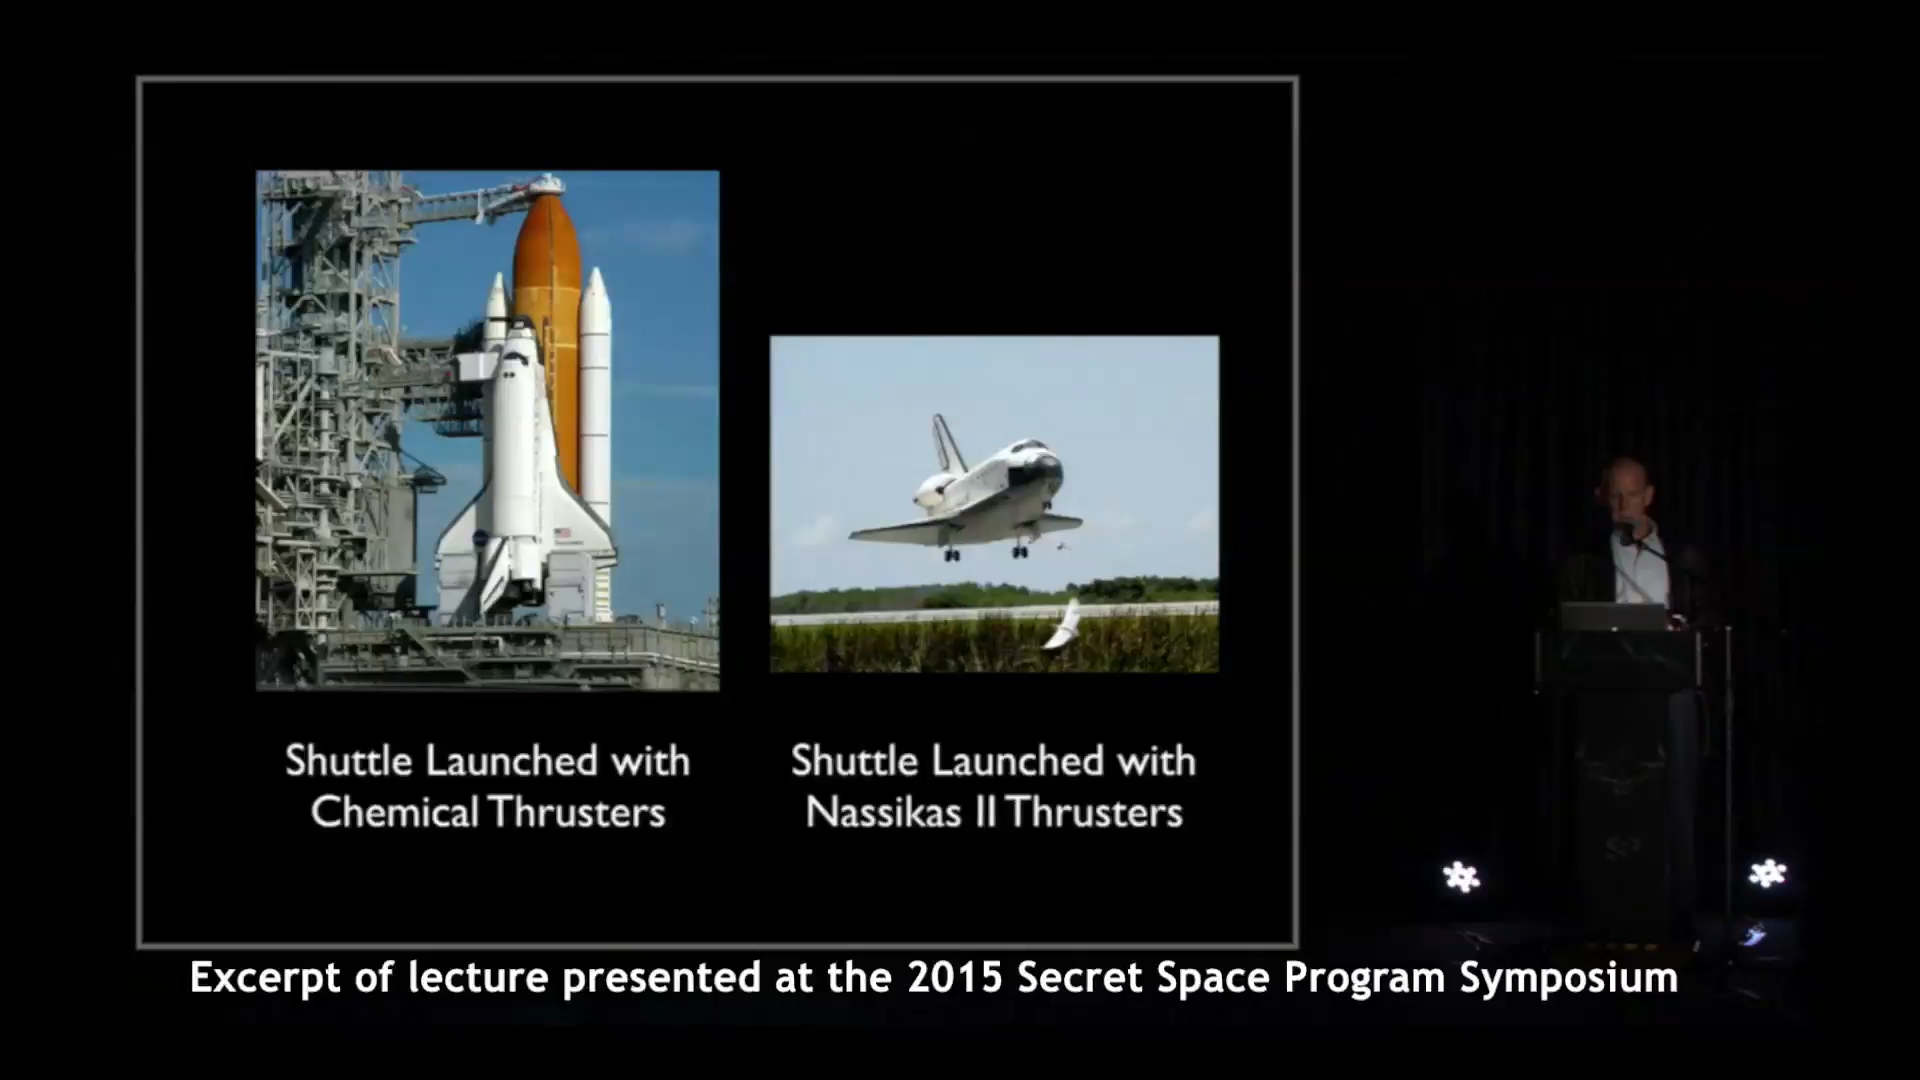 Shuttle Launched with
Chemical Thrusters
Shuttle Launched with
Nassikas II Thrusters
Excerpt of lecture presented at the 2015 Secret Space Program Symposium